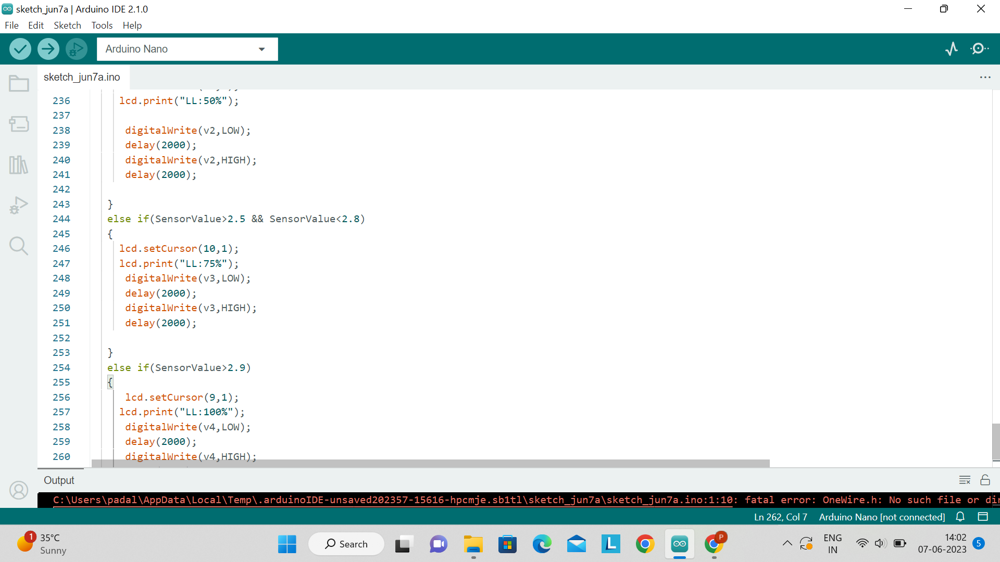 sketch_jun7a | Arduino IDE 2.1.0
File Edit Sketch Tools Help
Arduino Nano
sketch_jun7a.ino
236 lcd.print("LL:50%");
237
238 digitalWrite(v2,LOW);
239 delay(2000);
240 digitalWrite(v2,HIGH);
241 delay(2000);
242
243 }
244 else if(SensorValue>2.5 && SensorValue<2.8)
245 {
246 lcd.setCursor(10,1);
247 lcd.print("LL:75%");
248 digitalWrite(v3,LOW);
249 delay(2000);
250 digitalWrite(v3,HIGH);
251 delay(2000);
252
253 }
254 else if(SensorValue>2.9)
255 {
256 lcd.setCursor(9,1);
257 lcd.print("LL:100%");
258 digitalWrite(v4,LOW);
259 delay(2000);
260 digitalWrite(v4,HIGH);
Output
C:\Users\padal\AppData\Local\Temp\.arduinoIDE-unsaved202357-15616-hpcmje.sb1tl\sketch_jun7a\sketch_jun7a.ino:1:10: fatal error: OneWire.h: No such file or dir
Ln 262, Col 7 Arduino Nano [not connected]
1
35°C
Sunny
Search
L
P
ENG
IN
14:02
07-06-2023
5